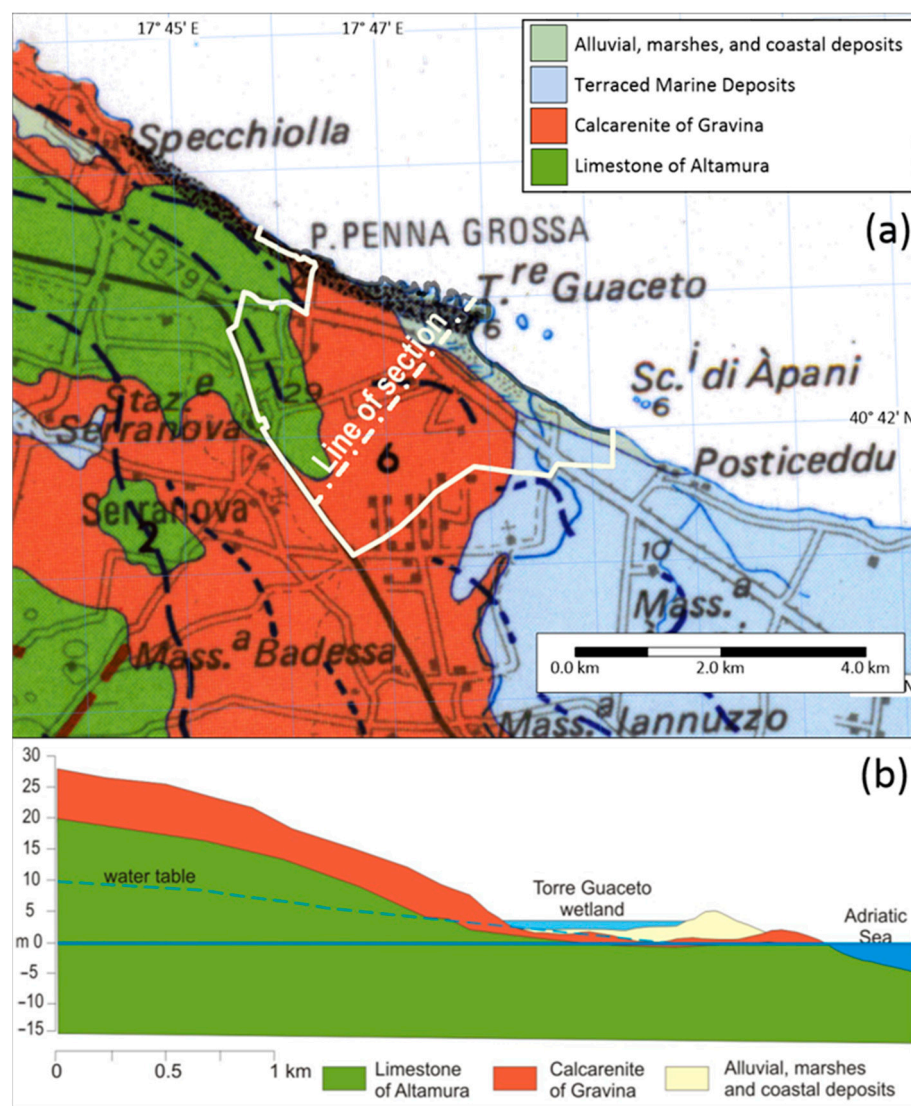 17° 45' E
17° 47' E
Alluvial, marshes, and coastal deposits
Terraced Marine Deposits
Calcarenite of Gravina
Limestone of Altamura
Specchiolla
(a)
P. PENNA GROSSA
379
T.re Guaceto
6
Line of section
Sc.i di Àpani
6
29
Staz.e
Serranova
40° 42' N
6
Posticeddu
Serranova
2
10
Mass.a
Mass.a Badessa
0.0 km 2.0 km 4.0 km
N
Mass.a Iannuzzo
(b)
30
25
20
15
10
5
m 0
-5
-10
-15
water table
Torre Guaceto
wetland
Adriatic
Sea
0 0.5 1 km
Limestone
of Altamura
Calcarenite
of Gravina
Alluvial, marshes
and coastal deposits